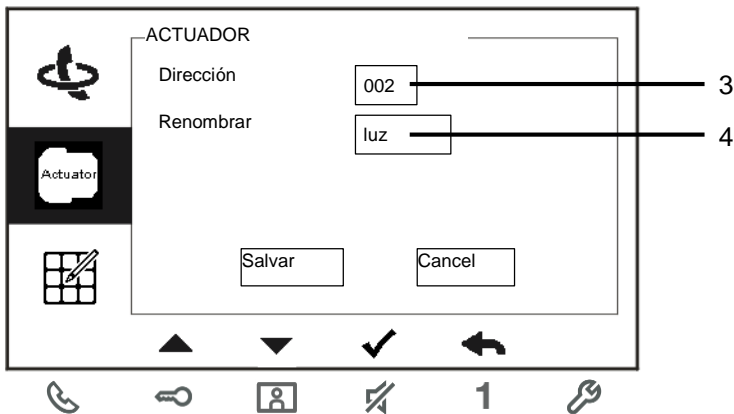 ACTUADOR
Dirección
002
3
Renombrar
luz
4
Actuator
Salvar
Cancel
1